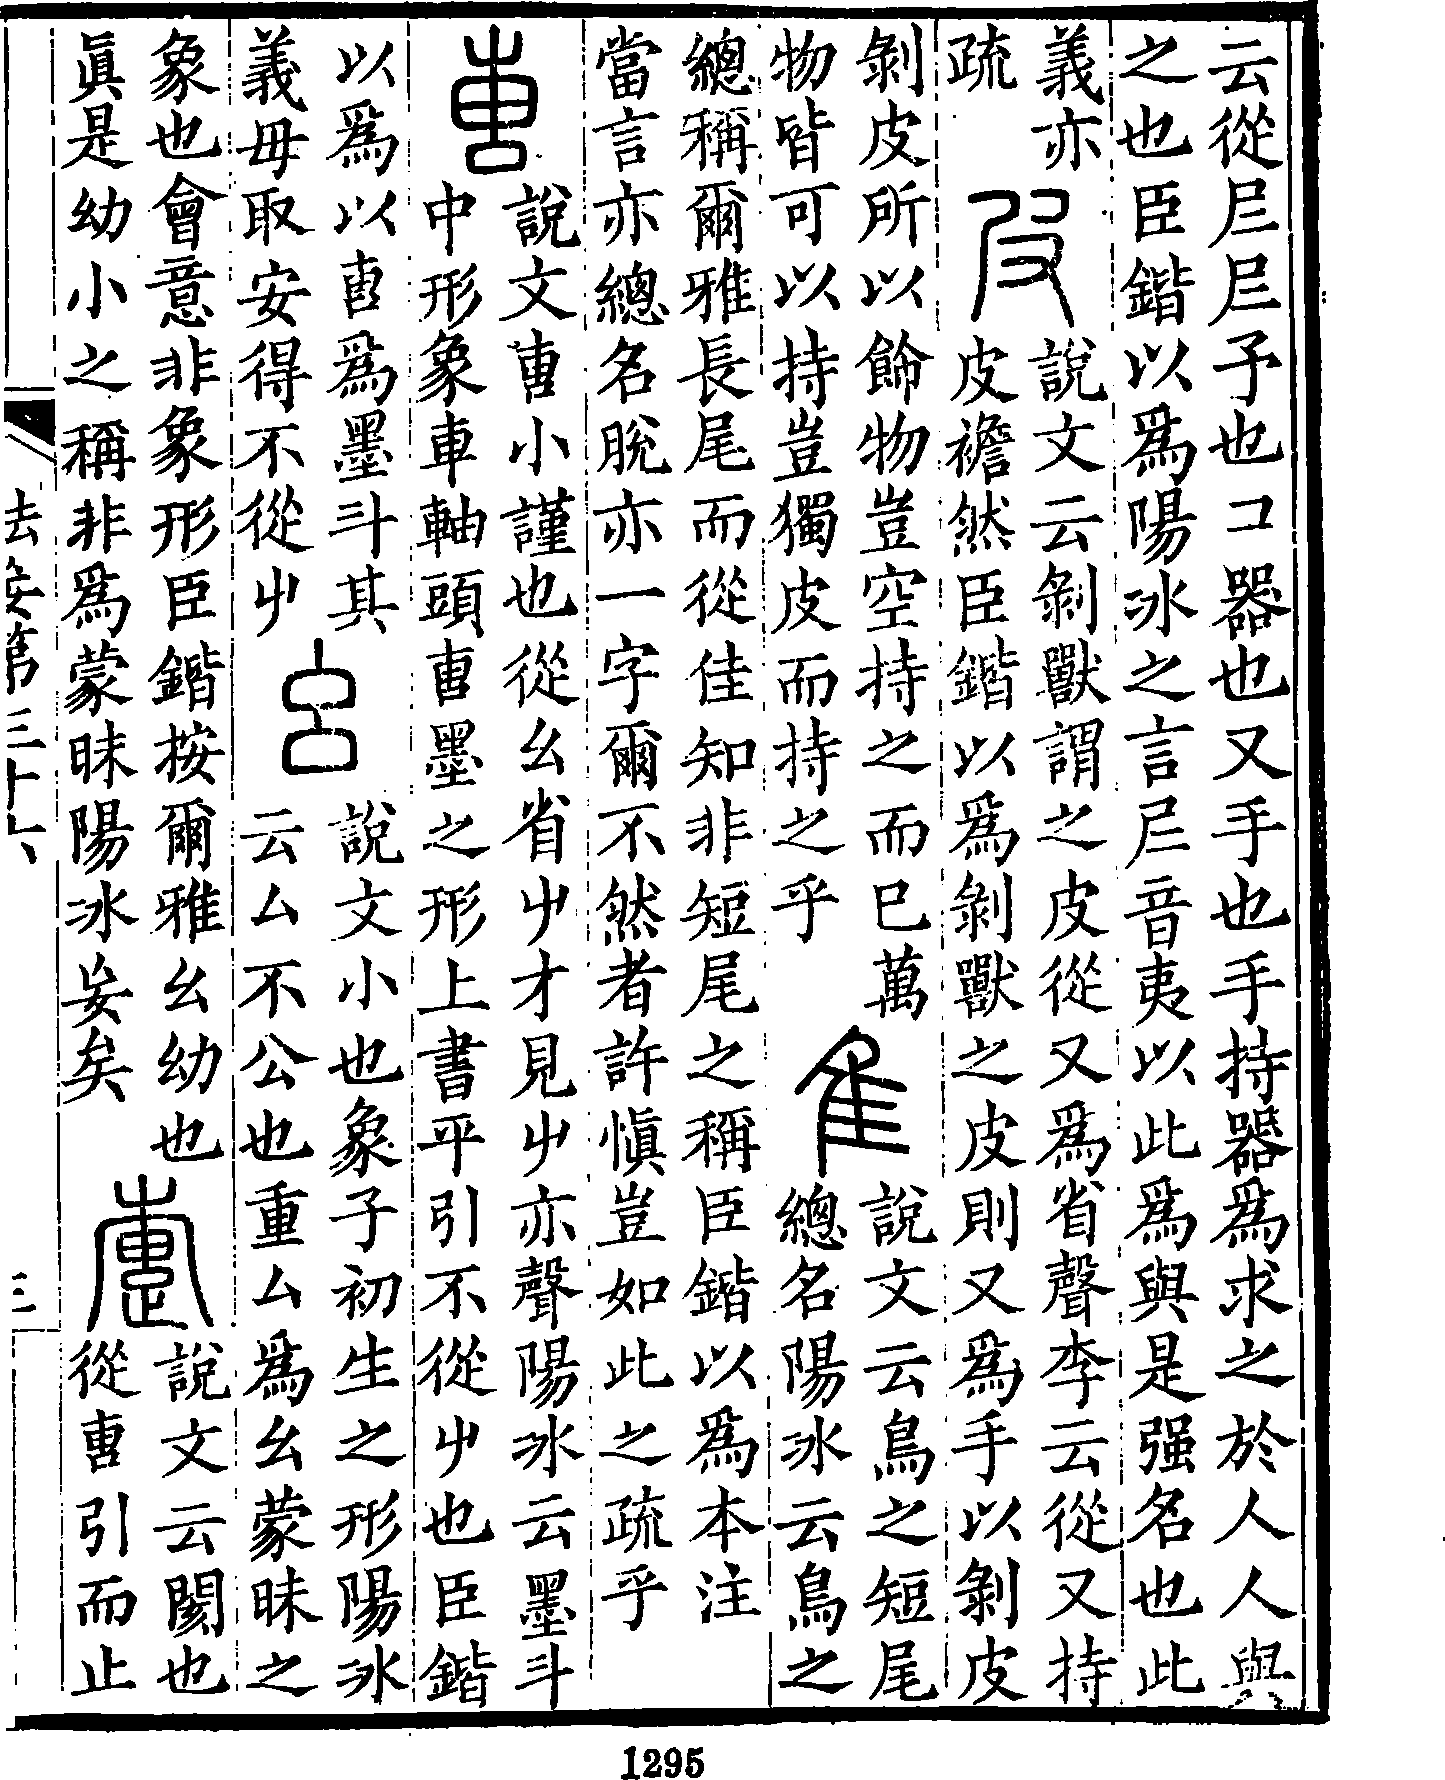 云從𡰥𡰥予也コ器也又手也手持器爲求之於人人與
之也臣鍇以爲陽冰之言𡰥音夷以此爲與是强名也此
義亦
疏
皮
說文云剝獸謂之皮從又爲省聲李云從又持
皮襜然臣鍇以爲剝獸之皮則又爲手以剝皮
剝皮所以飾物豈空持之而已萬
物皆可以持豈獨皮而持之乎
隹
說文云鳥之短尾
總名陽冰云鳥之
總稱爾雅長尾而從佳知非短尾之稱臣鍇以爲本注
當言亦總名脫亦一字爾不然者許愼豈如此之疏乎
叀
說文叀小謹也從幺省屮才見屮亦聲陽冰云墨斗
中形象車軸頭叀墨之形上書平引不從屮也臣鍇
以爲以叀爲墨斗其
義毋取安得不從屮
幺
說文小也象子初生之形陽冰
云厶不公也重厶爲幺蒙昧之
象也會意非象形臣鍇按爾雅幺幼也
眞是幼小之稱非爲蒙昧陽冰妄矣
疐
說文云閡也
從叀引而止
祛妄第三十六
三
1295